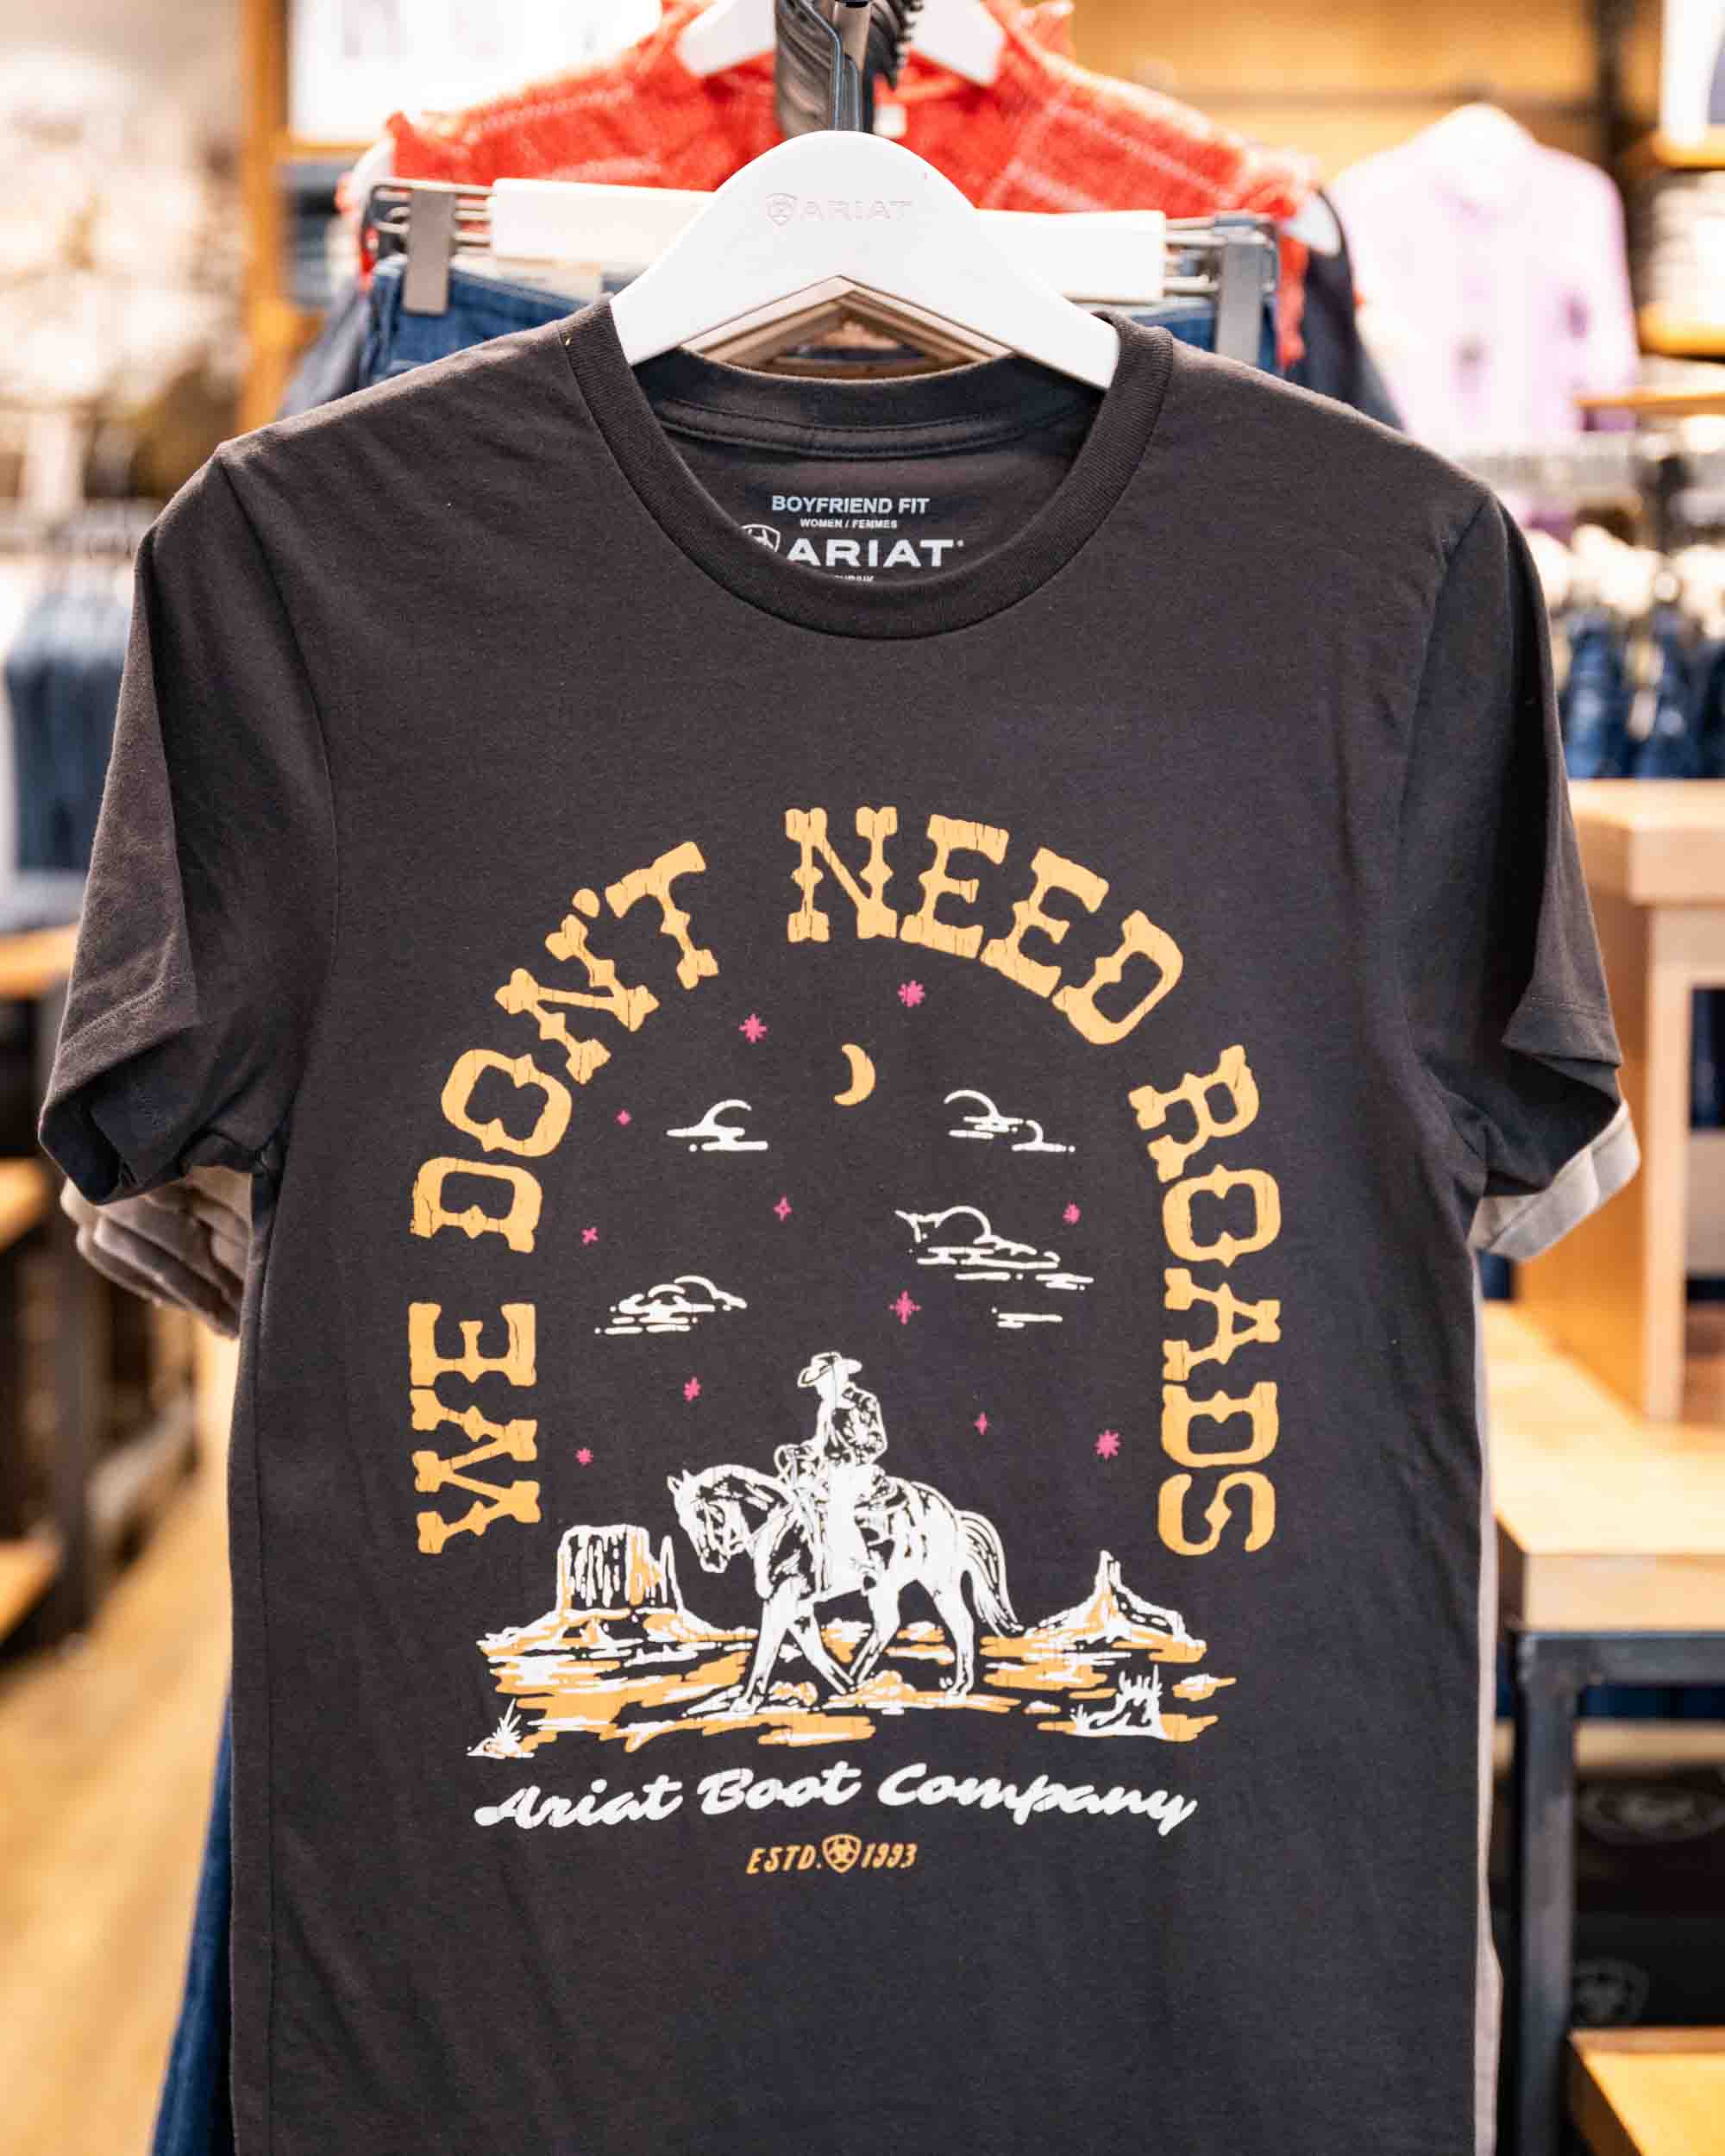 ARIAT
BOYFRIEND FIT
WOMEN / FEMMES
ARIAT
WE DON'T NEED ROADS
Ariat Boot Company
ESTD. 1993